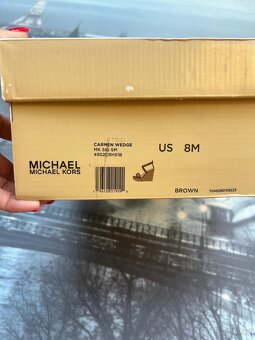 CARMEN WEDGE
MK SIG SM
US 8M
MICHAEL
MICHAEL KORS
BROWN